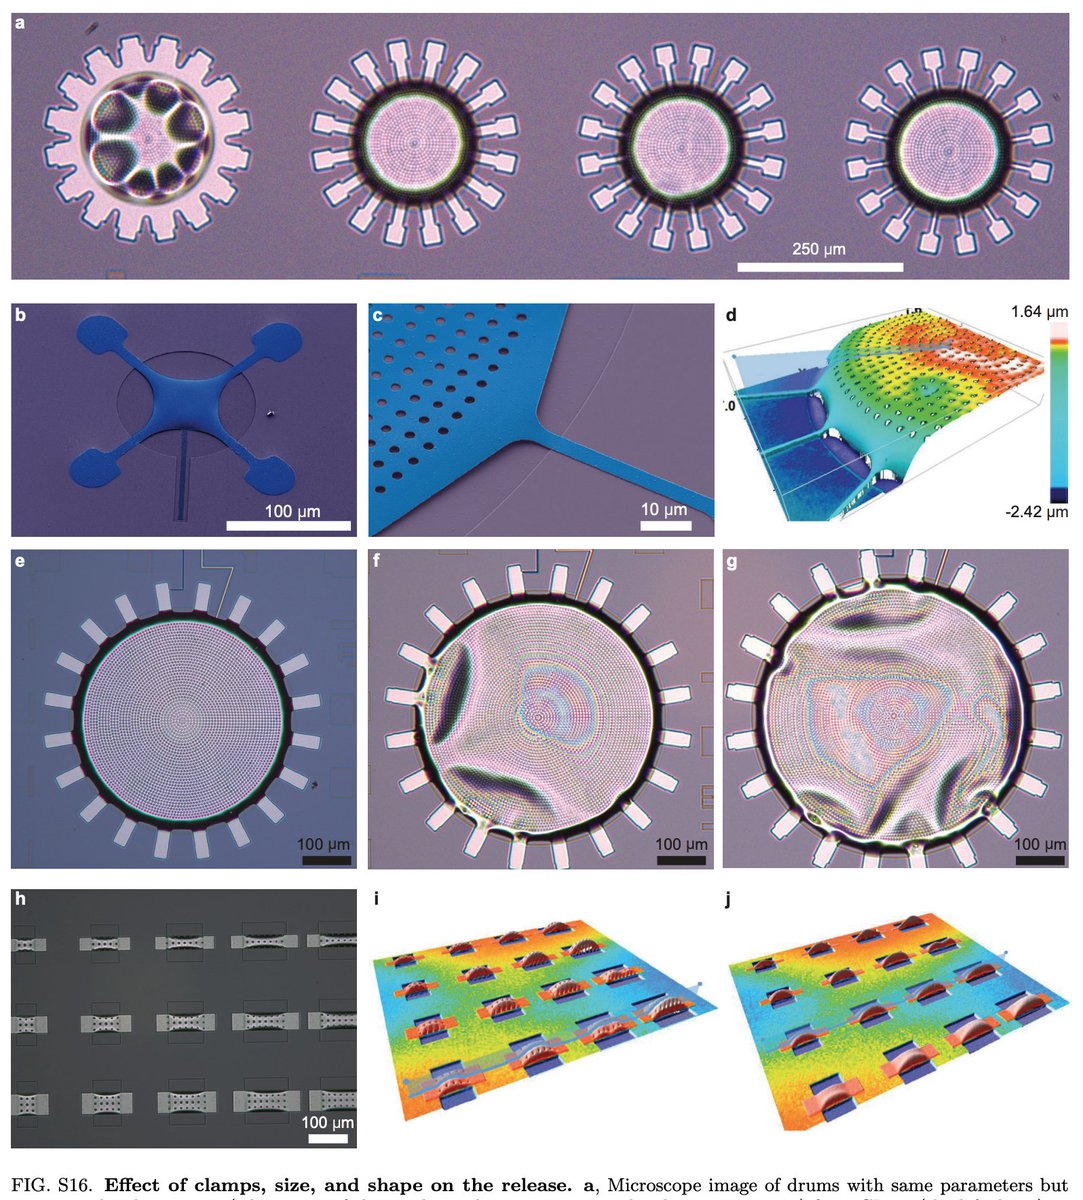 a
250 µm
b
100 µm
c
10 µm
d
1.64 µm
.0
-2.42 µm
e
100 µm
f
100 µm
g
100 µm
h
100 µm
i
j
FIG. S16. Effect of clamps, size, and shape on the release. a, Microscope image of drums with same parameters but